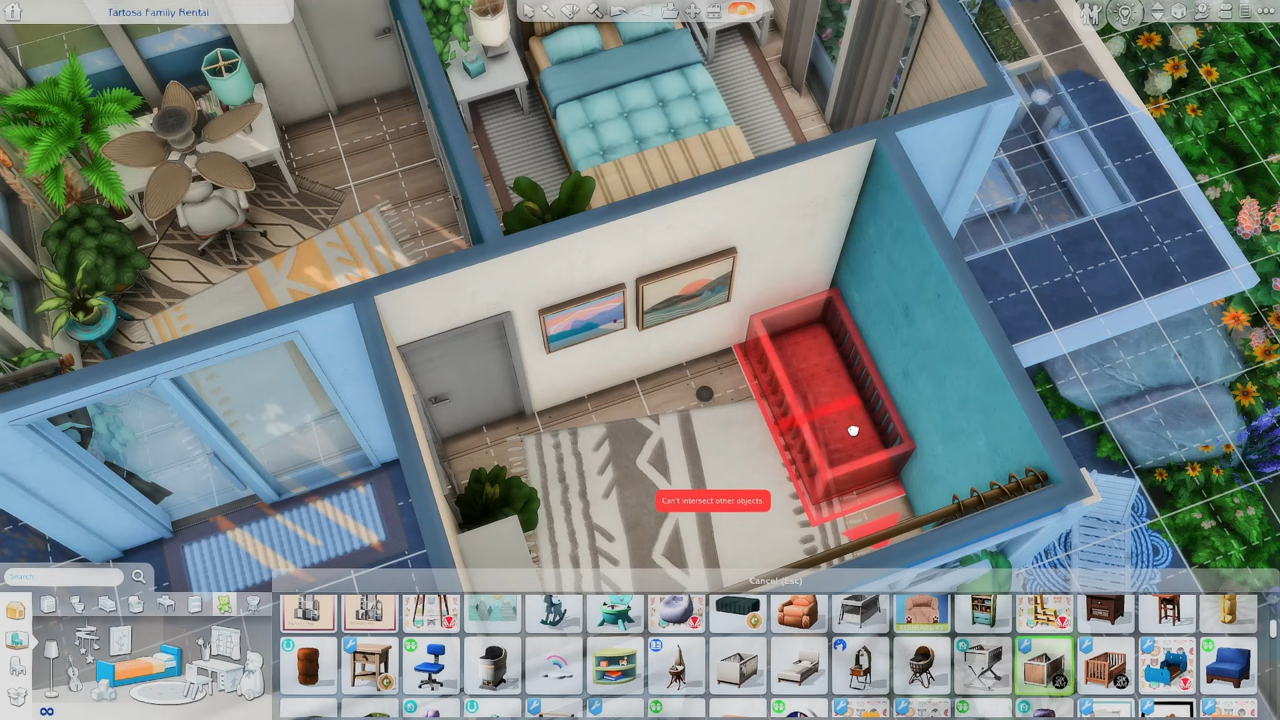 Tartosa Family Rental
Can't intersect other objects.
Cancel (Esc)
Search